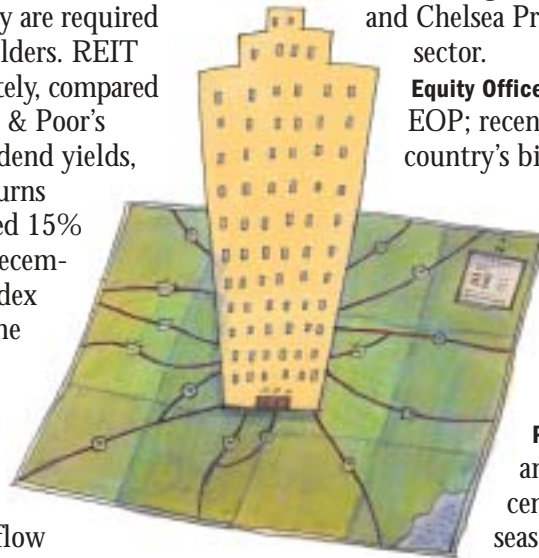 y are required
lders. REIT
tely, compared
& Poor's
dend yields,
urns
ed 15%
ecem-
dex
ne
flow
and Chelsea Pr
sector.
Equity Office
EOP; recen
country's bi
an
cen
seas